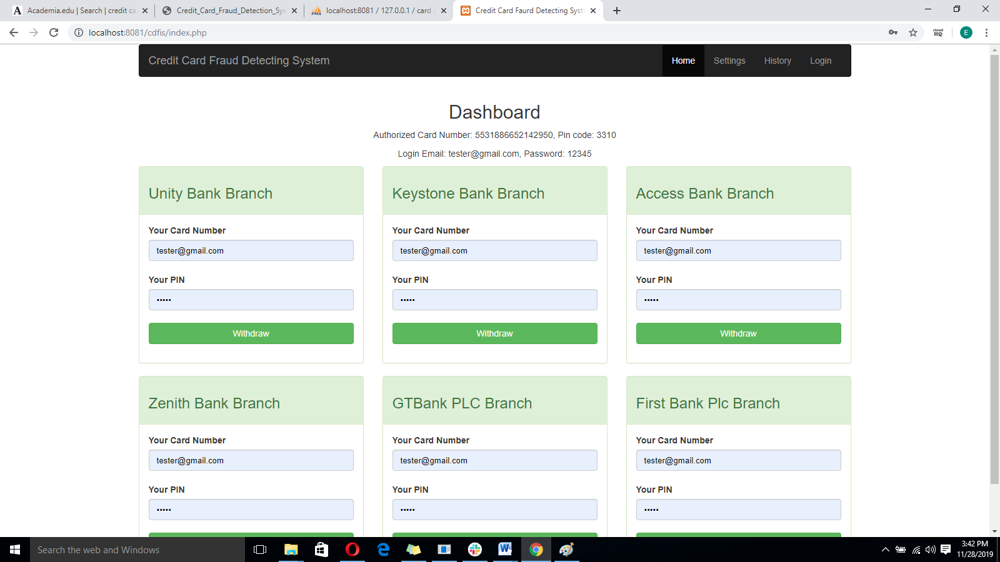 Academia.edu | Search | credit ca
Credit_Card_Fraud_Detection_Sys
localhost:8081 / 127.0.0.1 / card
Credit Card Faurd Detecting Syst
localhost:8081/cdfis/index.php
cloud
HQ
E
Credit Card Fraud Detecting System
Home
Settings
History
Login
Dashboard
Authorized Card Number: 5531886652142950, Pin code: 3310
Login Email: tester@gmail.com, Password: 12345
Unity Bank Branch
Your Card Number
tester@gmail.com
Your PIN
•••••
Withdraw
Keystone Bank Branch
Your Card Number
tester@gmail.com
Your PIN
•••••
Withdraw
Access Bank Branch
Your Card Number
tester@gmail.com
Your PIN
•••••
Withdraw
Zenith Bank Branch
Your Card Number
tester@gmail.com
Your PIN
•••••
GTBank PLC Branch
Your Card Number
tester@gmail.com
Your PIN
•••••
First Bank Plc Branch
Your Card Number
tester@gmail.com
Your PIN
•••••
Search the web and Windows
3:42 PM
11/28/2019